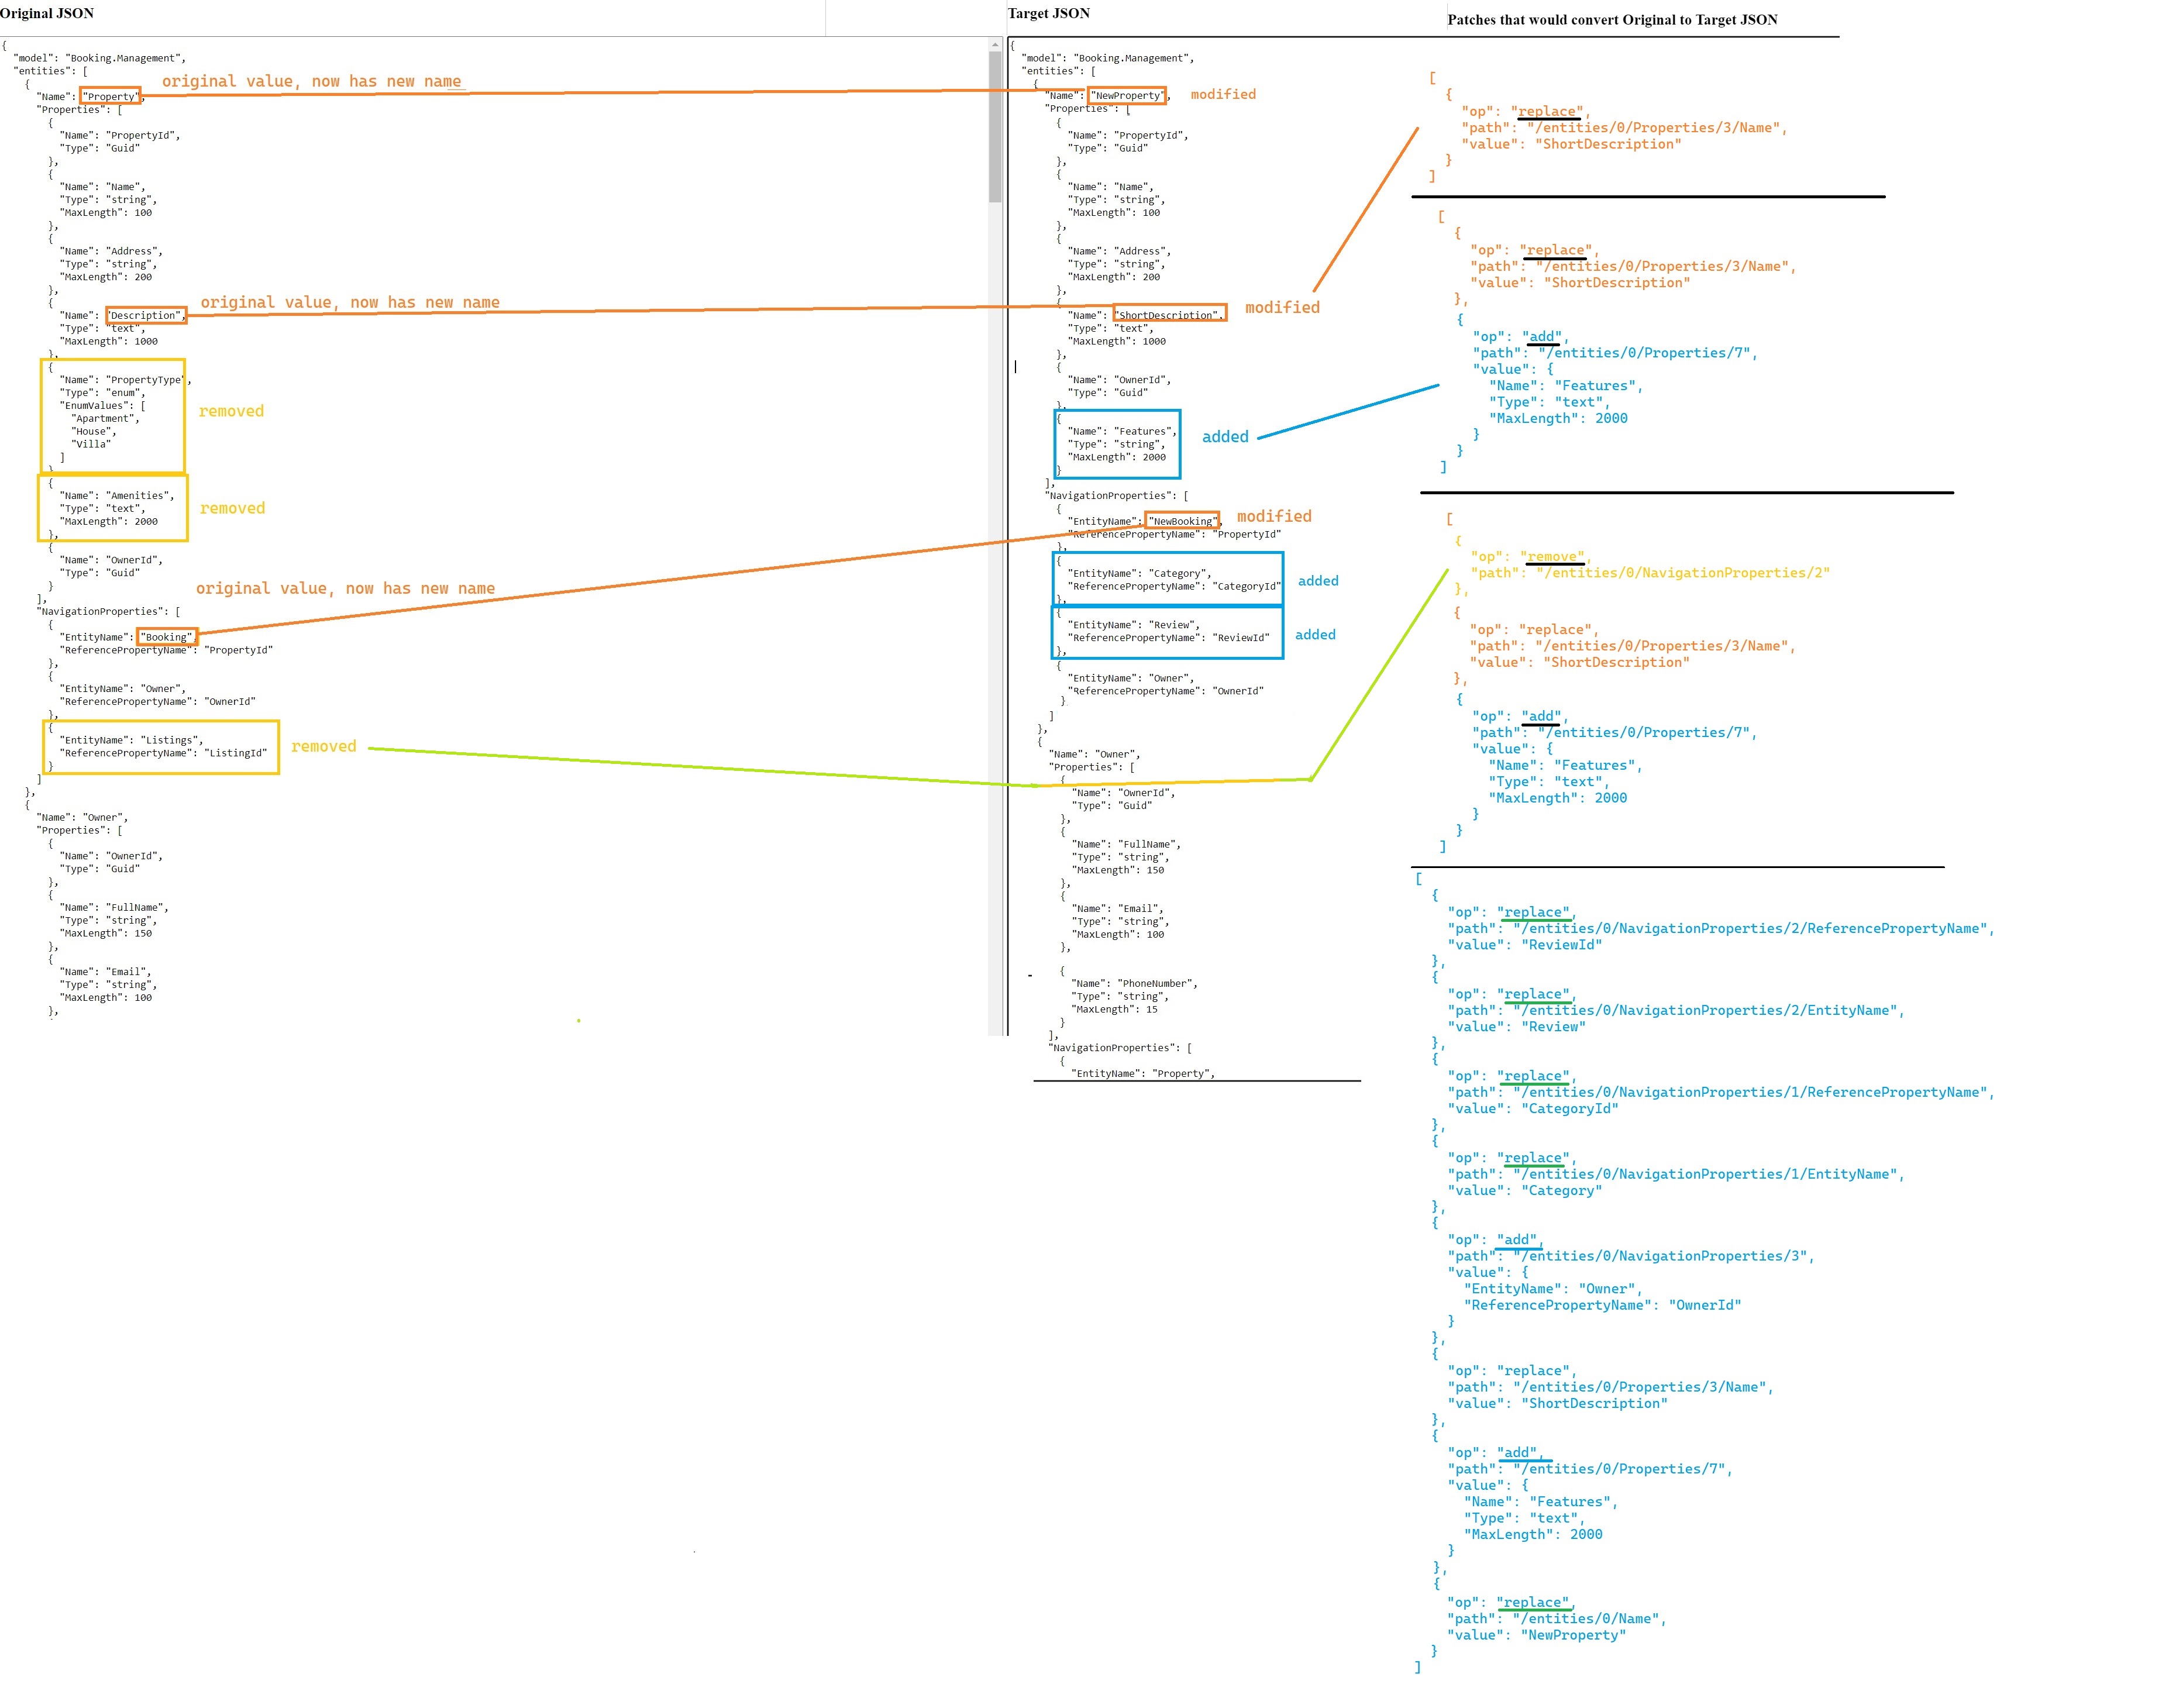 Original JSON
{
"model": "Booking.Management",
"entities": [
{
"Name": "Property",
original value, now has new name
"Properties": [
{
"Name": "PropertyId",
"Type": "Guid"
},
{
"Name": "Name",
"Type": "string",
"MaxLength": 100
},
{
"Name": "Address",
"Type": "string",
"MaxLength": 200
},
{
"Name": "Description",
original value, now has new name
"Type": "text",
"MaxLength": 1000
},
{
"Name": "PropertyType",
"Type": "enum",
"EnumValues": [
"Apartment",
"House",
"Villa"
]
}
removed
{
"Name": "Amenities",
"Type": "text",
"MaxLength": 2000
},
removed
{
"Name": "OwnerId",
"Type": "Guid"
}
],
"NavigationProperties": [
{
"EntityName": "Booking",
original value, now has new name
"ReferencePropertyName": "PropertyId"
},
{
"EntityName": "Owner",
"ReferencePropertyName": "OwnerId"
},
{
"EntityName": "Listings",
"ReferencePropertyName": "ListingId"
}
removed
]
},
{
"Name": "Owner",
"Properties": [
{
"Name": "OwnerId",
"Type": "Guid"
},
{
"Name": "FullName",
"Type": "string",
"MaxLength": 150
},
{
"Name": "Email",
"Type": "string",
"MaxLength": 100
},
Target JSON
{
"model": "Booking.Management",
"entities": [
{
"Name": "NewProperty",
modified
"Properties": [
{
"Name": "PropertyId",
"Type": "Guid"
},
{
"Name": "Name",
"Type": "string",
"MaxLength": 100
},
{
"Name": "Address",
"Type": "string",
"MaxLength": 200
},
{
"Name": "ShortDescription",
modified
"Type": "text",
"MaxLength": 1000
},
{
"Name": "OwnerId",
"Type": "Guid"
},
{
"Name": "Features",
"Type": "string",
"MaxLength": 2000
}
added
],
"NavigationProperties": [
{
"EntityName": "NewBooking",
modified
"ReferencePropertyName": "PropertyId"
},
{
"EntityName": "Category",
"ReferencePropertyName": "CategoryId"
},
added
{
"EntityName": "Review",
"ReferencePropertyName": "ReviewId"
},
added
{
"EntityName": "Owner",
"ReferencePropertyName": "OwnerId"
}
]
},
{
"Name": "Owner",
"Properties": [
{
"Name": "OwnerId",
"Type": "Guid"
},
{
"Name": "FullName",
"Type": "string",
"MaxLength": 150
},
{
"Name": "Email",
"Type": "string",
"MaxLength": 100
},
{
"Name": "PhoneNumber",
"Type": "string",
"MaxLength": 15
}
],
"NavigationProperties": [
{
"EntityName": "Property",
Patches that would convert Original to Target JSON
[
{
"op": "replace",
"path": "/entities/0/Properties/3/Name",
"value": "ShortDescription"
}
]
[
{
"op": "replace",
"path": "/entities/0/Properties/3/Name",
"value": "ShortDescription"
},
{
"op": "add",
"path": "/entities/0/Properties/7",
"value": {
"Name": "Features",
"Type": "text",
"MaxLength": 2000
}
}
]
[
{
"op": "remove",
"path": "/entities/0/NavigationProperties/2"
},
{
"op": "replace",
"path": "/entities/0/Properties/3/Name",
"value": "ShortDescription"
},
{
"op": "add",
"path": "/entities/0/Properties/7",
"value": {
"Name": "Features",
"Type": "text",
"MaxLength": 2000
}
}
]
[
{
"op": "replace",
"path": "/entities/0/NavigationProperties/2/ReferencePropertyName",
"value": "ReviewId"
},
{
"op": "replace",
"path": "/entities/0/NavigationProperties/2/EntityName",
"value": "Review"
},
{
"op": "replace",
"path": "/entities/0/NavigationProperties/1/ReferencePropertyName",
"value": "CategoryId"
},
{
"op": "replace",
"path": "/entities/0/NavigationProperties/1/EntityName",
"value": "Category"
},
{
"op": "add",
"path": "/entities/0/NavigationProperties/3",
"value": {
"EntityName": "Owner",
"ReferencePropertyName": "OwnerId"
}
},
{
"op": "replace",
"path": "/entities/0/Properties/3/Name",
"value": "ShortDescription"
},
{
"op": "add",
"path": "/entities/0/Properties/7",
"value": {
"Name": "Features",
"Type": "text",
"MaxLength": 2000
}
},
{
"op": "replace",
"path": "/entities/0/Name",
"value": "NewProperty"
}
]